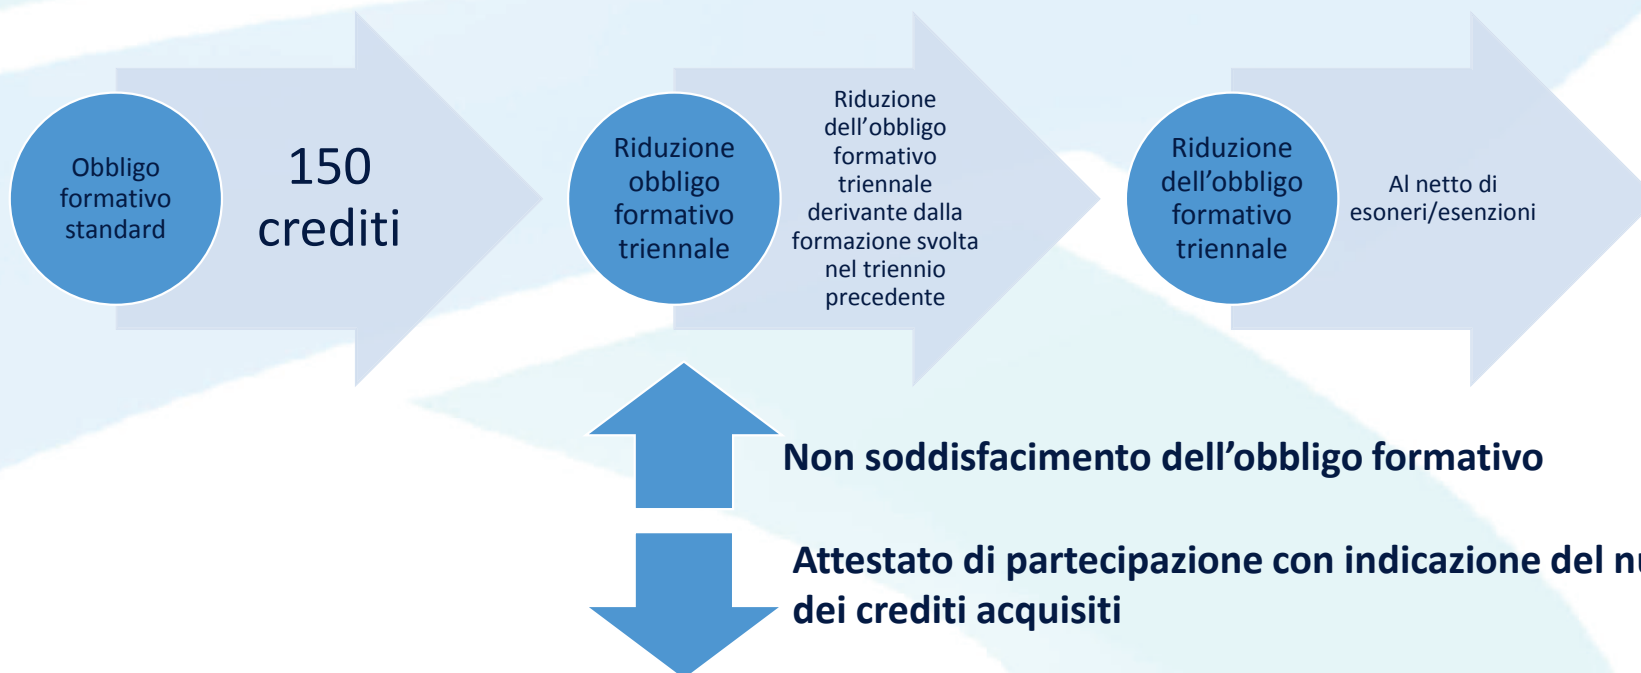 Obbligo
formativo
standard
150
crediti
Riduzione
obbligo
formativo
triennale
Riduzione
dell’obbligo
formativo
triennale
derivante dalla
formazione svolta
nel triennio
precedente
Riduzione
dell’obbligo
formativo
triennale
Al netto di
esoneri/esenzioni
Non soddisfacimento dell’obbligo formativo
Attestato di partecipazione con indicazione del
dei crediti acquisiti